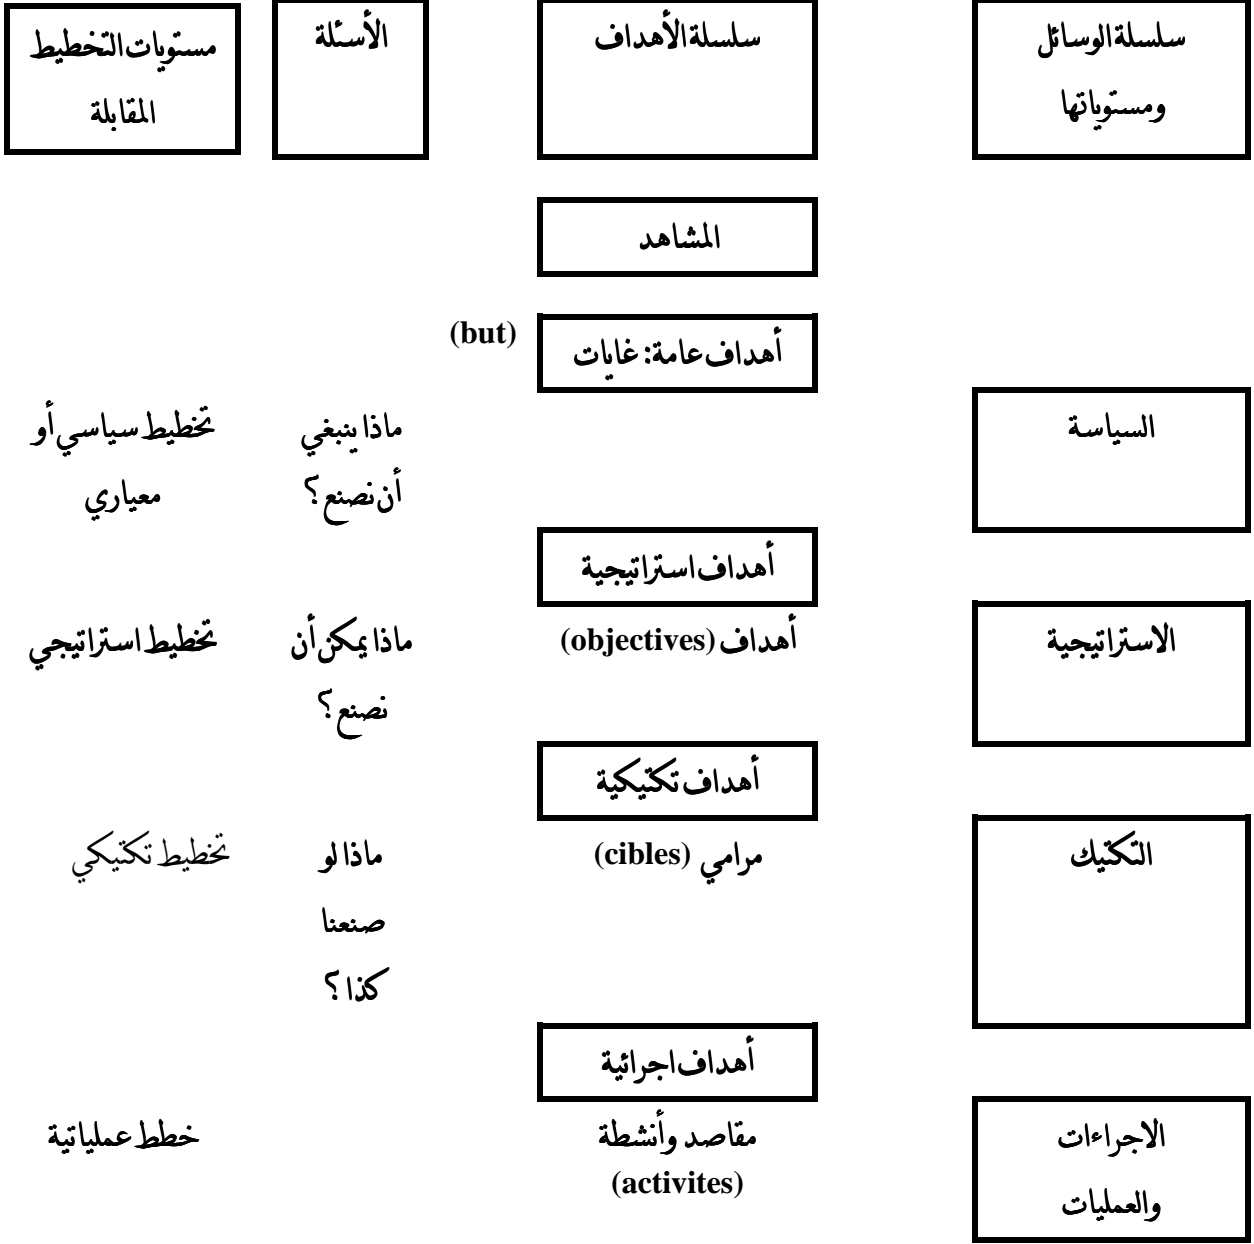 سلسلة الوسائل
ومستوياتها
سلسلة الأهداف
الأسئلة
مستويات التخطيط
المقابلة
المشاهد
أهداف عامة: غايات
(but)
السياسة
ماذا ينبغي
أن نصنع؟
تخطيط سياسي أو
معياري
أهداف استراتيجية
الاستراتيجية
أهداف (objectives)
ماذا يمكن أن
نصنع؟
تخطيط استراتيجي
أهداف تكتيكية
التكتيك
مرامي (cibles)
ماذا لو
صنعنا
كذا؟
تخطيط تكتيكي
أهداف اجرائية
الاجراءات
والعمليات
مقاصد وأنشطة
(activites)
خطط عملياتية